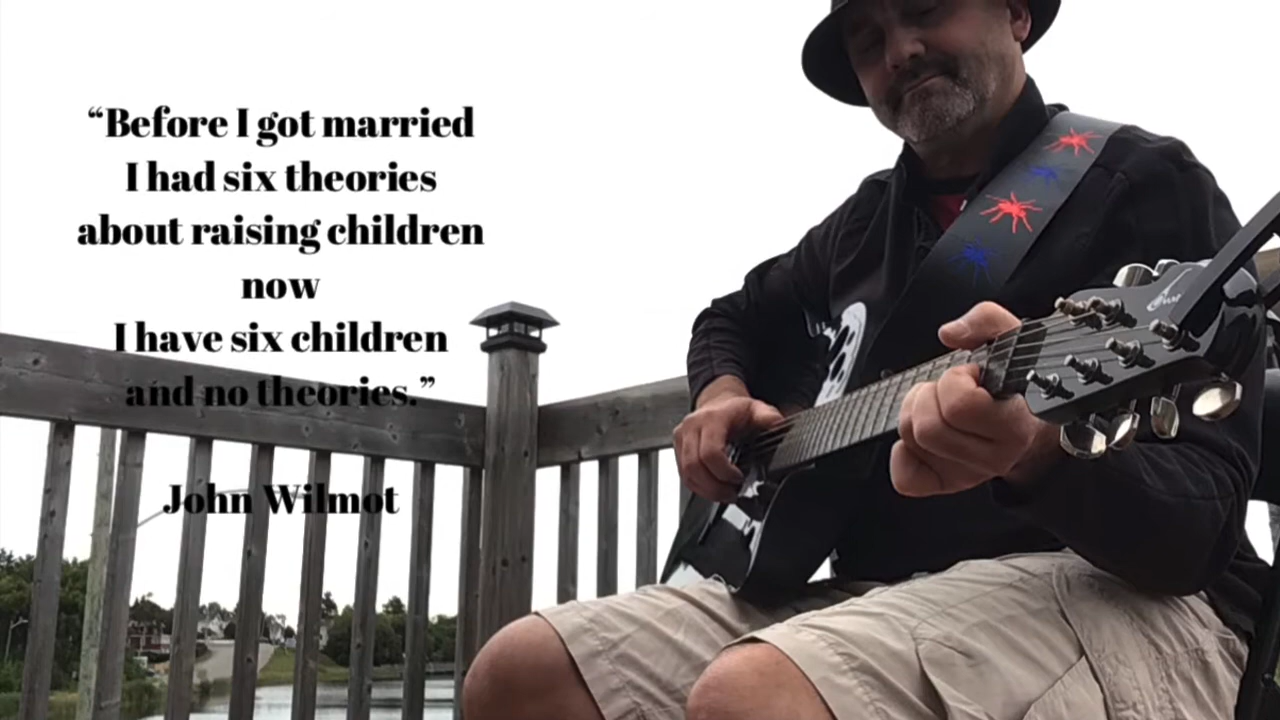 “Before I got married
I had six theories
about raising children
now
I have six children
and no theories.”
John Wilmot